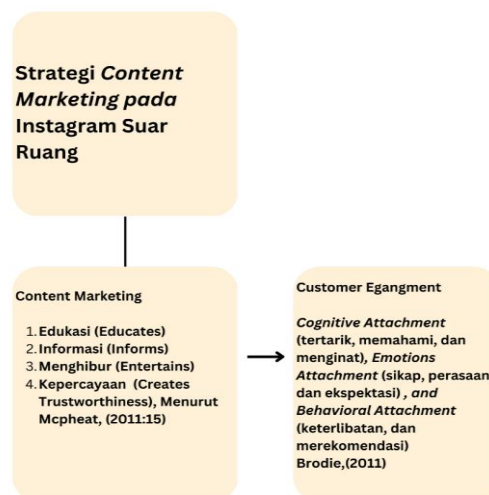 Strategi Content
Marketing pada
Instagram Suar
Ruang
Content Marketing
1. Edukasi (Educates)
2. Informasi (Informs)
3. Menghibur (Entertains)
4. Kepercayaan (Creates
Trustworthiness), Menurut
Mcpheat, (2011:15)
Customer Egangment
Cognitive Attachment
(tertarik, memahami, dan
menginat), Emotions
Attachment (sikap, perasaan
dan ekspektasi) , and
Behavioral Attachment
(keterlibatan, dan
merekomendasi)
Brodie,(2011)